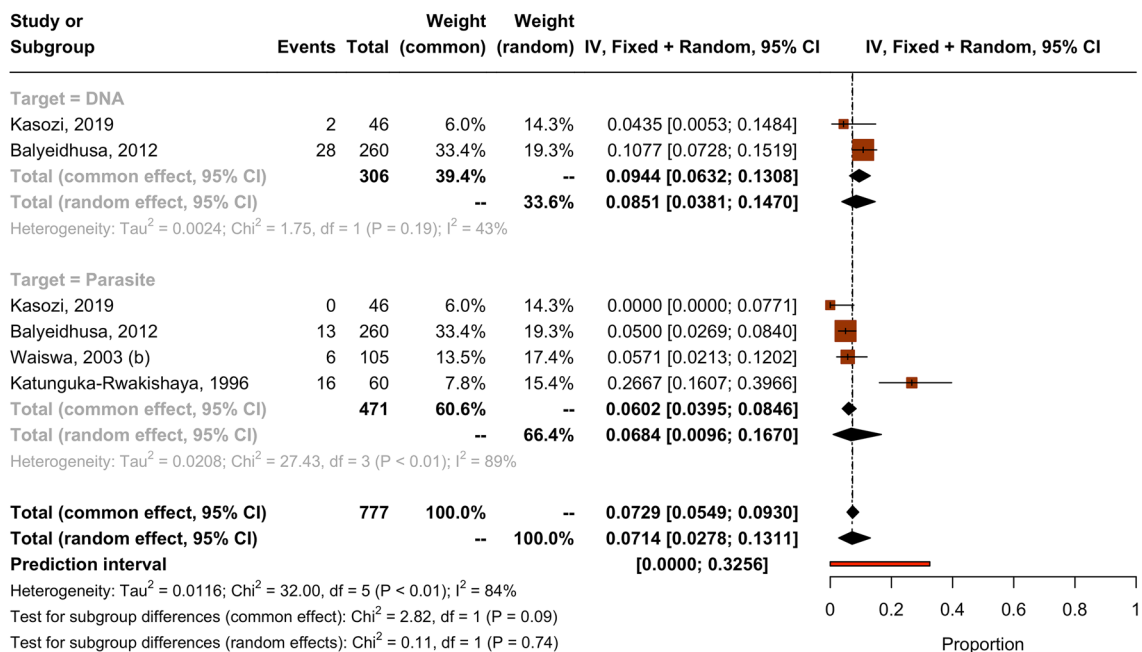 Study or Weight Weight
Subgroup Events Total (common) (random) IV, Fixed + Random, 95% CI IV, Fixed + Random, 95% CI
Target = DNA
Kasozi, 2019 2 46 6.0% 14.3% 0.0435 [0.0053; 0.1484]
Balyeidhusa, 2012 28 260 33.4% 19.3% 0.1077 [0.0728; 0.1519]
Total (common effect, 95% CI) 306 39.4% -- 0.0944 [0.0632; 0.1308]
Total (random effect, 95% CI) -- 33.6% 0.0851 [0.0381; 0.1470]
Heterogeneity: Tau² = 0.0024; Chi² = 1.75, df = 1 (P = 0.19); I² = 43%
Target = Parasite
Kasozi, 2019 0 46 6.0% 14.3% 0.0000 [0.0000; 0.0771]
Balyeidhusa, 2012 13 260 33.4% 19.3% 0.0500 [0.0269; 0.0840]
Waiswa, 2003 (b) 6 105 13.5% 17.4% 0.0571 [0.0213; 0.1202]
Katunguka-Rwakishaya, 1996 16 60 7.8% 15.4% 0.2667 [0.1607; 0.3966]
Total (common effect, 95% CI) 471 60.6% -- 0.0602 [0.0395; 0.0846]
Total (random effect, 95% CI) -- 66.4% 0.0684 [0.0096; 0.1670]
Heterogeneity: Tau² = 0.0208; Chi² = 27.43, df = 3 (P < 0.01); I² = 89%
Total (common effect, 95% CI) 777 100.0% -- 0.0729 [0.0549; 0.0930]
Total (random effect, 95% CI) -- 100.0% 0.0714 [0.0278; 0.1311]
Prediction interval [0.0000; 0.3256]
Heterogeneity: Tau² = 0.0116; Chi² = 32.00, df = 5 (P < 0.01); I² = 84%
Test for subgroup differences (common effect): Chi² = 2.82, df = 1 (P = 0.09)
Test for subgroup differences (random effects): Chi² = 0.11, df = 1 (P = 0.74)
0 0.2 0.4 0.6 0.8 1
Proportion